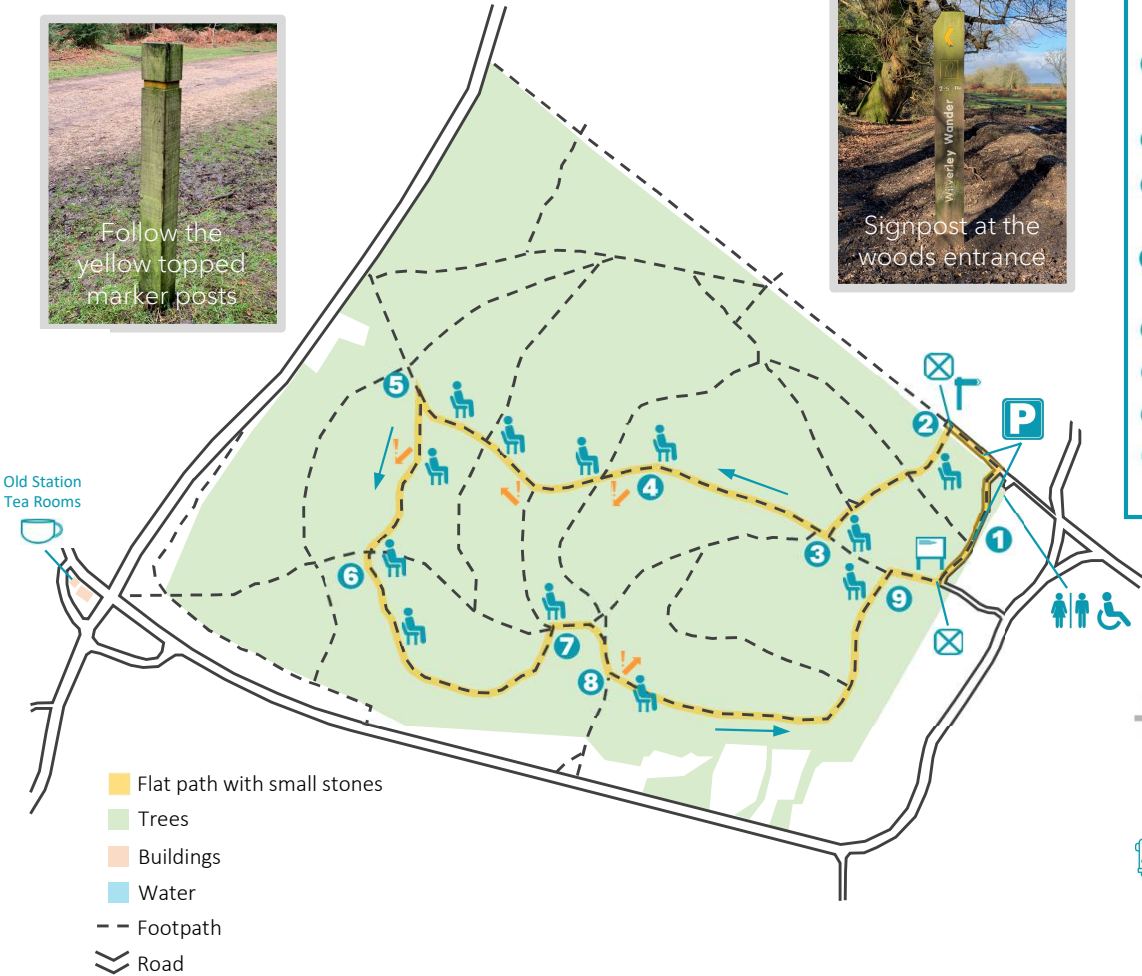 Follow the
yellow topped
marker posts
Wilverley Wander
Signpost at the
woods entrance
P
1
2
3
4
5
6
7
8
9
!
!
!
!
Old Station
Tea Rooms
Flat path with small stones
Trees
Buildings
Water
Footpath
Road